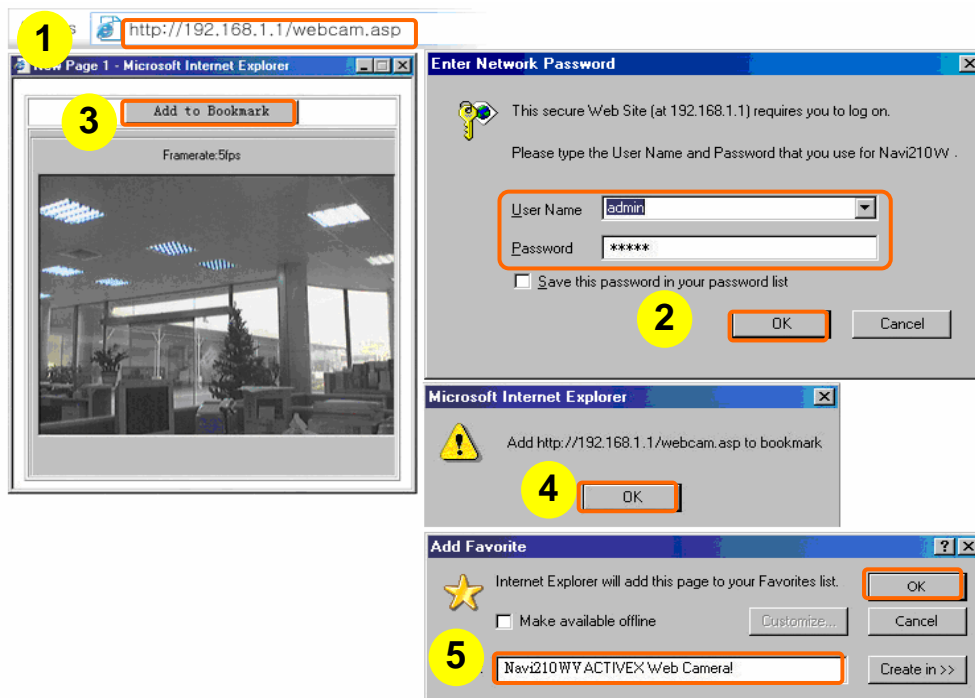 1
http://192.168.1.1/webcam.asp
New Page 1 - Microsoft Internet Explorer
3
Add to Bookmark
Framerate:5fps
Enter Network Password
This secure Web Site (at 192.168.1.1) requires you to log on.
Please type the User Name and Password that you use for Navi210W .
User Name
admin
Password
*****
Save this password in your password list
2
OK
Cancel
Microsoft Internet Explorer
Add http://192.168.1.1/webcam.asp to bookmark
4
OK
Add Favorite
Internet Explorer will add this page to your Favorites list.
OK
Make available offline
Customize...
Cancel
5
Navi210WV ACTIVEX Web Camera!
Create in >>